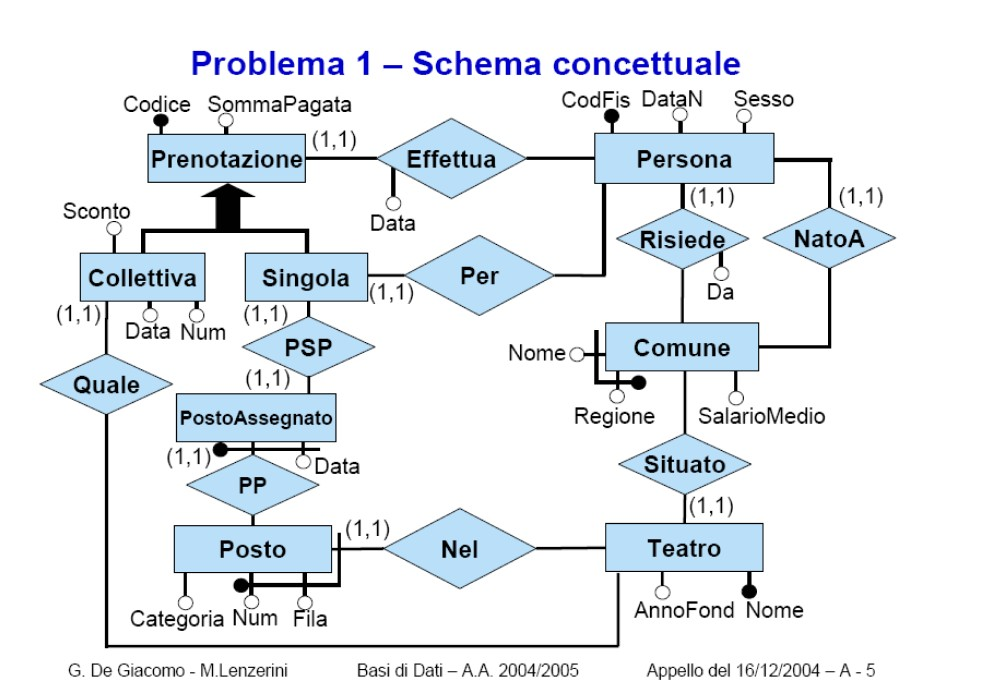 Problema 1 – Schema concettuale
Codice SommaPagata
CodFis DataN Sesso
Prenotazione (1,1) Effettua Persona
Data
(1,1) (1,1)
Sconto
Risiede NatoA
Collettiva Singola (1,1) Per
Da
(1,1) Data Num (1,1)
PSP
Nome Comune
Quale (1,1)
Regione SalarioMedio
PostoAssegnato
(1,1) Data
Situato
PP
(1,1)
Posto (1,1) Nel Teatro
Categoria Num Fila
AnnoFond Nome
G. De Giacomo - M.Lenzerini Basi di Dati – A.A. 2004/2005 Appello del 16/12/2004 – A - 5